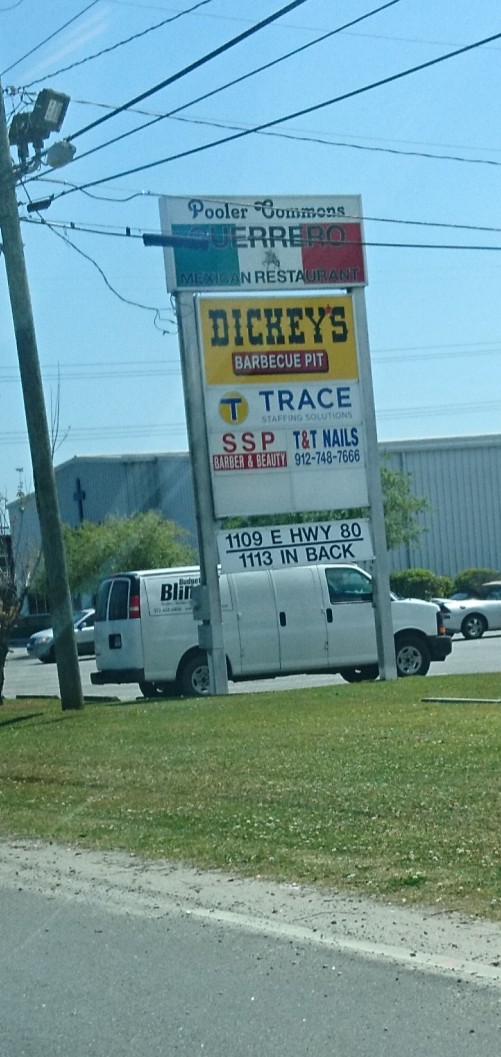 Pooler Commons
GUERRERO
MEXICAN RESTAURANT
DICKEY'S
BARBECUE PIT
T TRACE
STAFFING SOLUTIONS
SSP
BARBER & BEAUTY
T&T NAILS
912-748-7666
1109 E HWY 80
1113 IN BACK
Budget
Blin